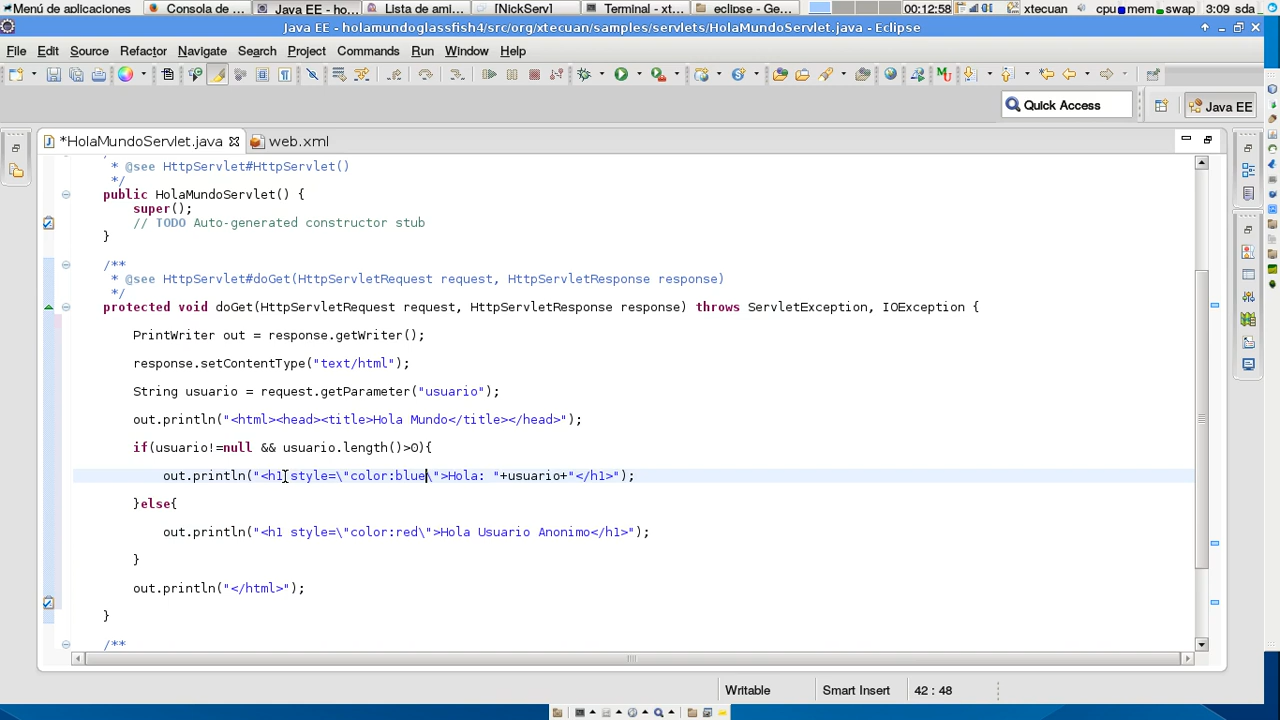 Menú de aplicaciones
Consola de ...
Java EE - ho...
Lista de ami...
[NickServ]
Terminal - xt...
eclipse - Ge...
00:12:58
xtecuan
cpu mem swap
3:09 sda
Java EE - holamundoglassfish4/src/org/xtecuan/samples/servlets/HolaMundoServlet.java - Eclipse
File Edit Source Refactor Navigate Search Project Commands Run Window Help
Quick Access
Java EE
*HolaMundoServlet.java
web.xml
* @see HttpServlet#HttpServlet()
*/
public HolaMundoServlet() {
super();
// TODO Auto-generated constructor stub
}
/**
* @see HttpServlet#doGet(HttpServletRequest request, HttpServletResponse response)
*/
protected void doGet(HttpServletRequest request, HttpServletResponse response) throws ServletException, IOException {
PrintWriter out = response.getWriter();
response.setContentType("text/html");
String usuario = request.getParameter("usuario");
out.println("<html><head><title>Hola Mundo</title></head>");
if(usuario!=null && usuario.length()>0){
out.println("<h1 style=\"color:blue\">Hola: "+usuario+"</h1>");
}else{
out.println("<h1 style=\"color:red\">Hola Usuario Anonimo</h1>");
}
out.println("</html>");
}
/**
Writable
Smart Insert
42 : 48